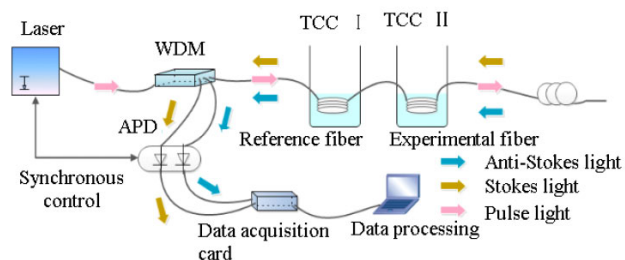 Laser
WDM
TCC I
TCC II
APD
Reference fiber
Experimental fiber
Synchronous
control
Anti-Stokes light
Stokes light
Pulse light
Data acquisition
card
Data processing